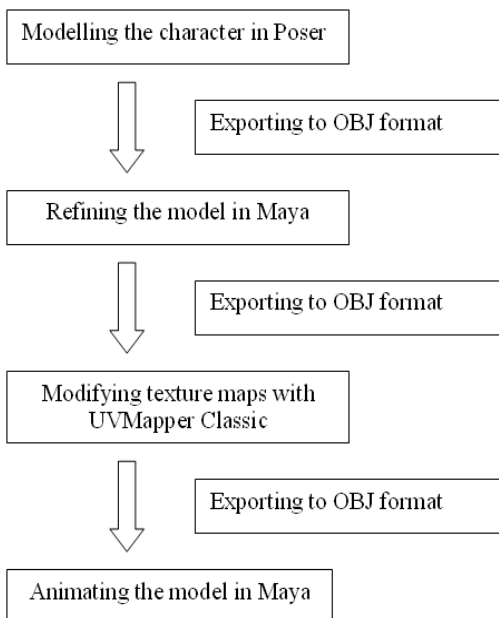 Modelling the character in Poser
Exporting to OBJ format
Refining the model in Maya
Exporting to OBJ format
Modifying texture maps with
UVMapper Classic
Exporting to OBJ format
Animating the model in Maya